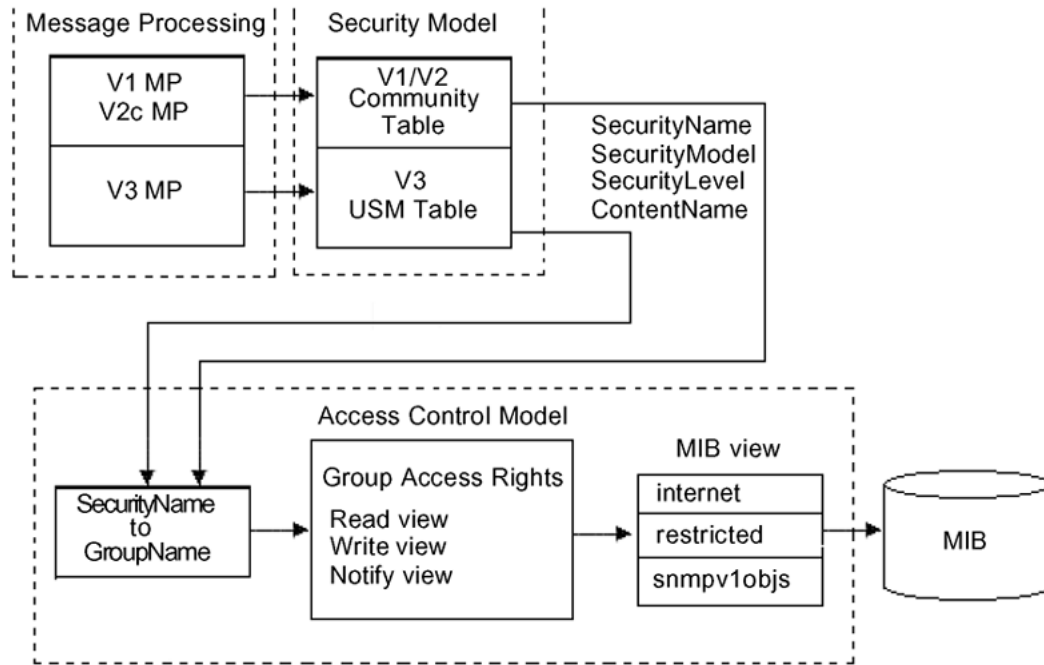 Message Processing
Security Model
V1 MP
V2c MP
V3 MP
V1/V2
Community
Table
V3
USM Table
SecurityName
SecurityModel
SecurityLevel
ContentName
Access Control Model
SecurityName
to
GroupName
Group Access Rights
Read view
Write view
Notify view
MIB view
internet
restricted
snmpv1objs
MIB